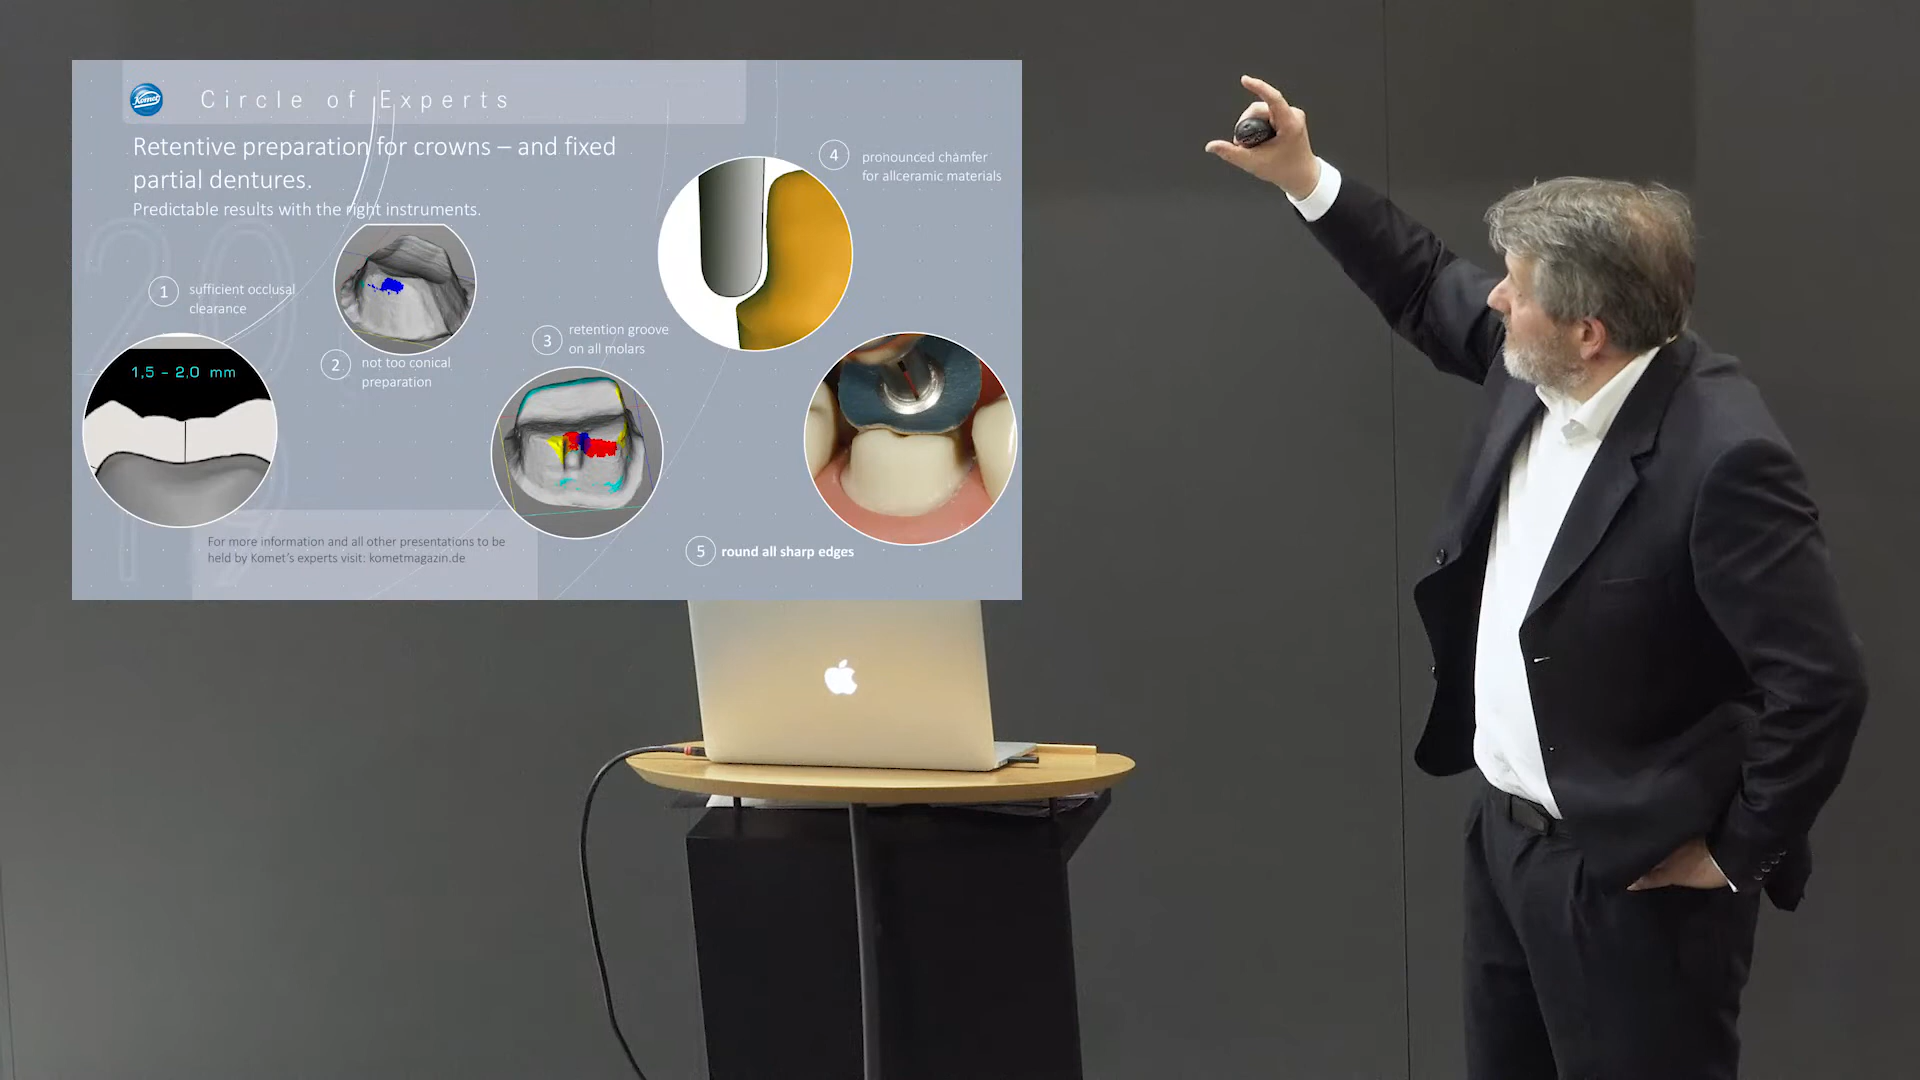 Komet
Circle of Experts
Retentive preparation for crowns – and fixed
partial dentures.
Predictable results with the right instruments.
1
sufficient occlusal
clearance
1,5 - 2,0 mm
2
not too conical
preparation
3
retention groove
on all molars
4
pronounced chamfer
for allceramic materials
5
round all sharp edges
For more information and all other presentations to be
held by Komet's experts visit: kometmagazin.de